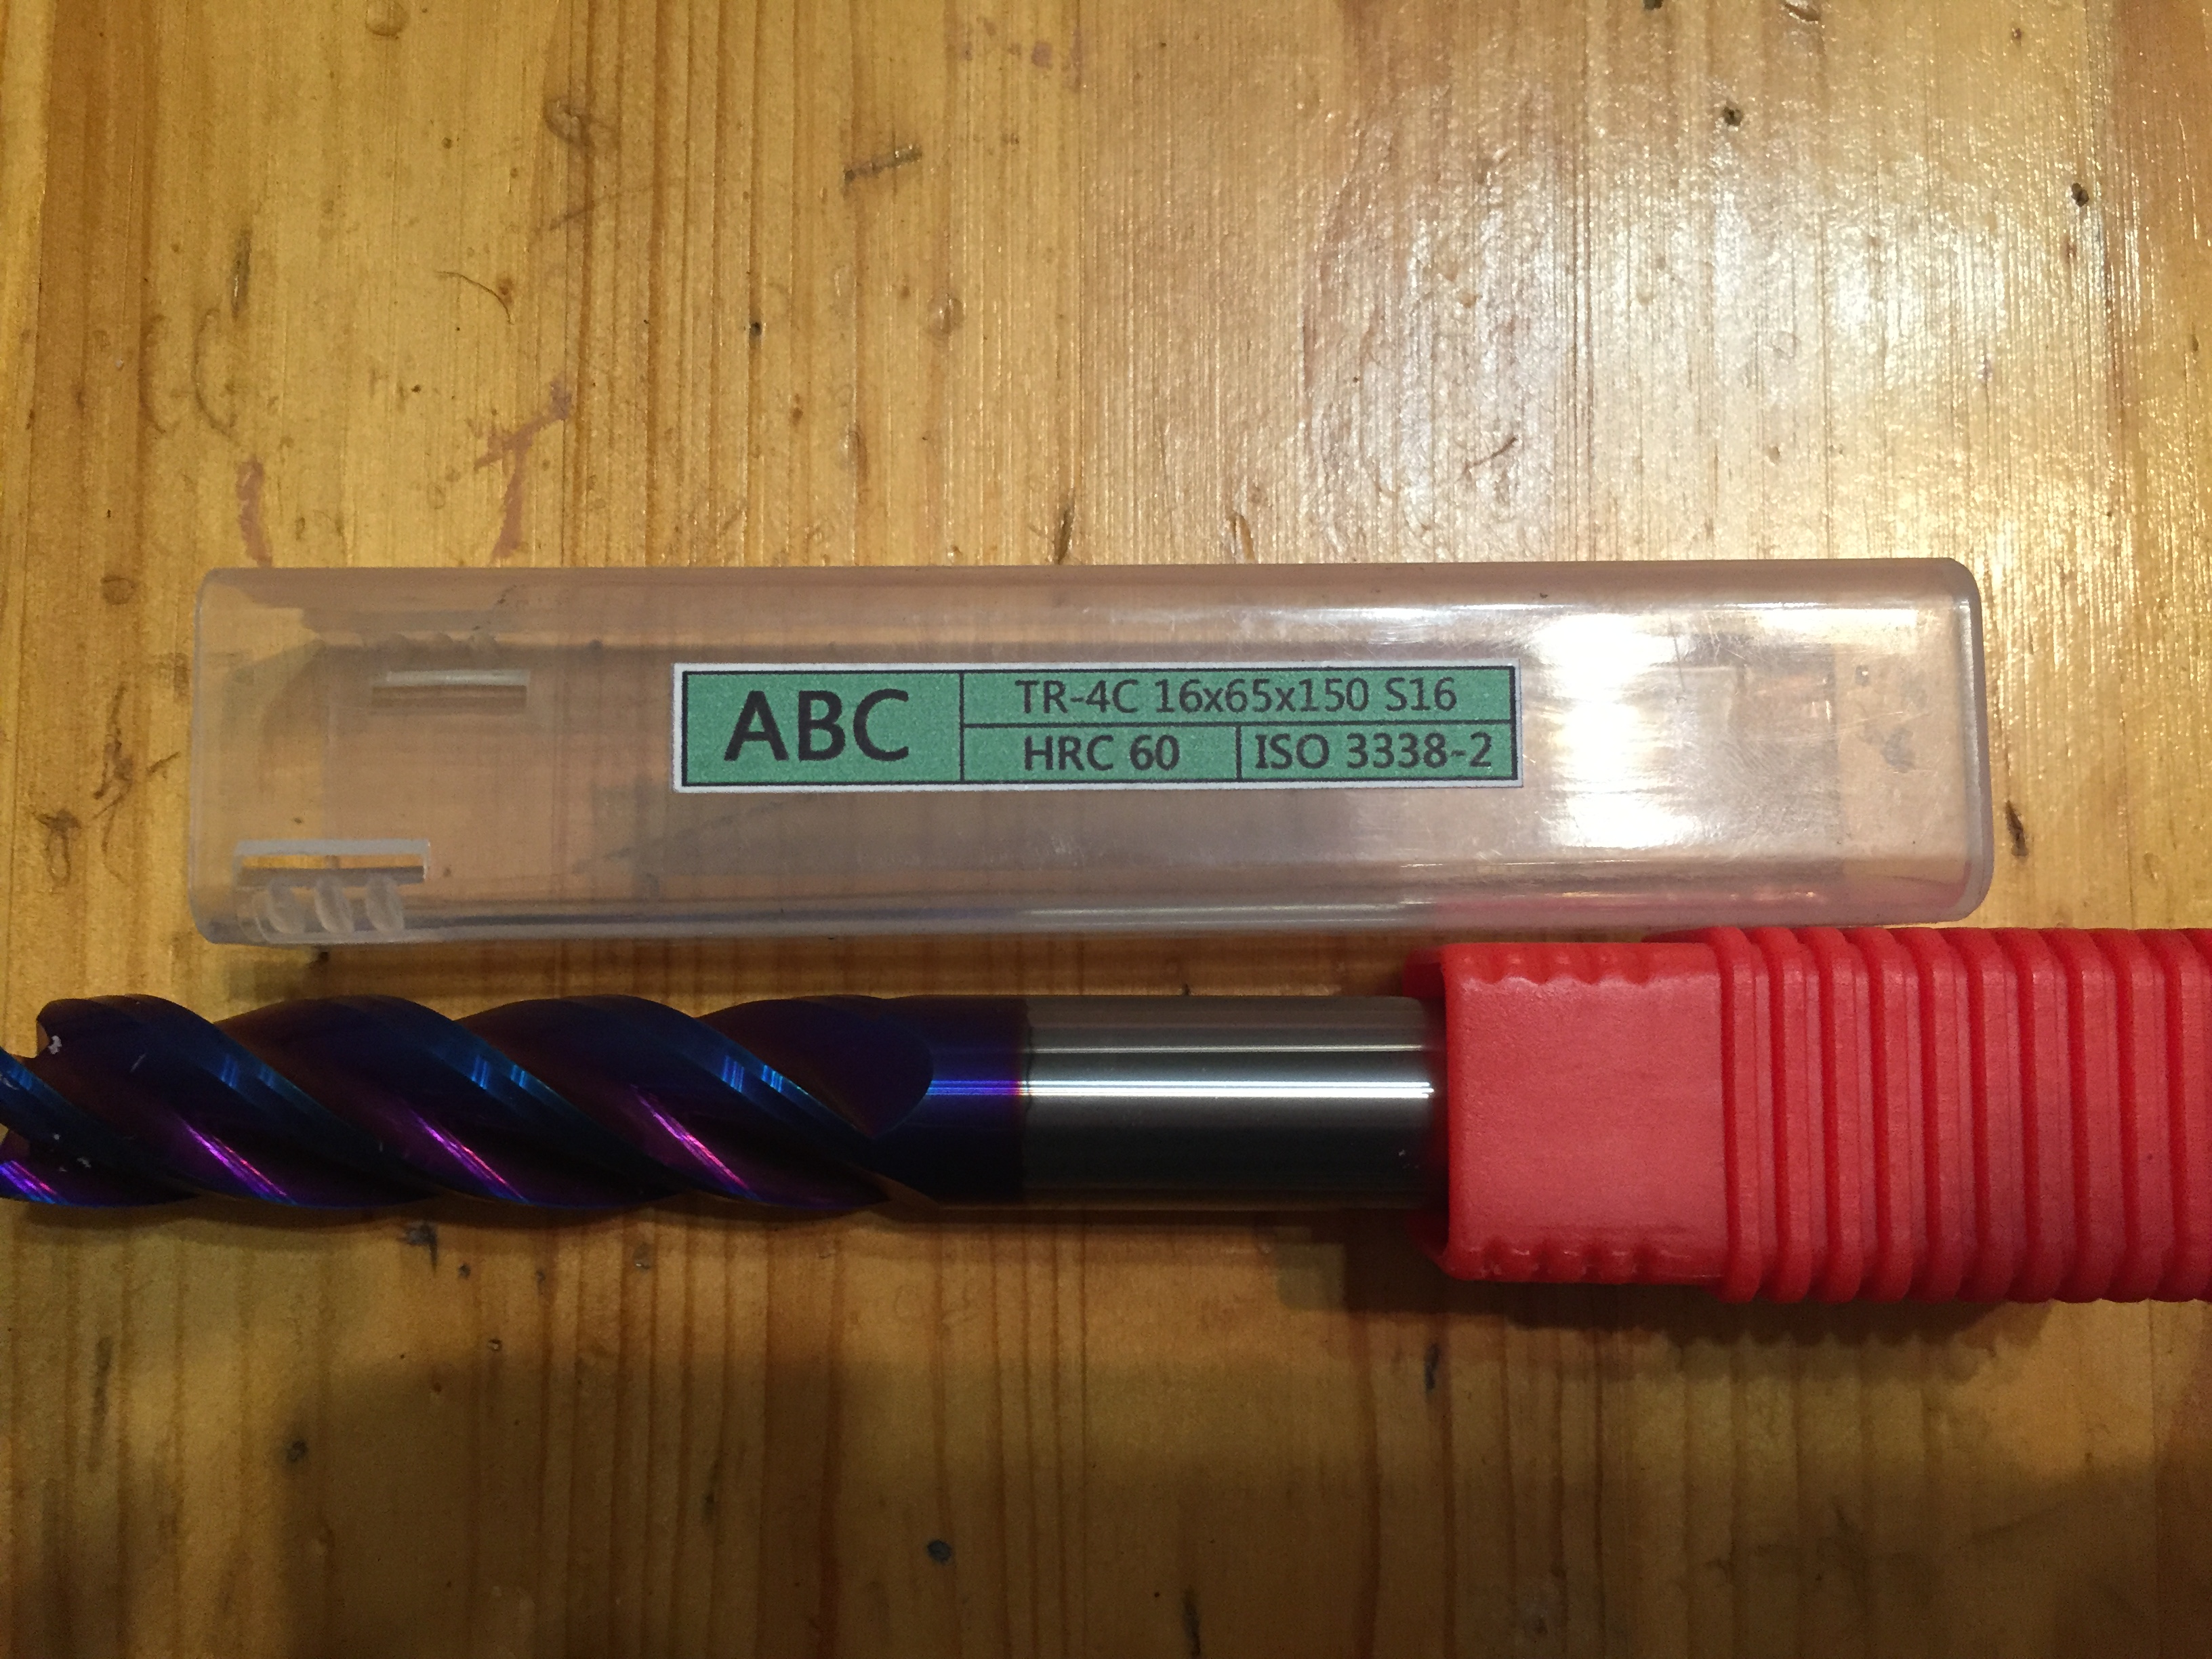 ABC
TR-4C 16x65x150 S16
HRC 60
ISO 3338-2